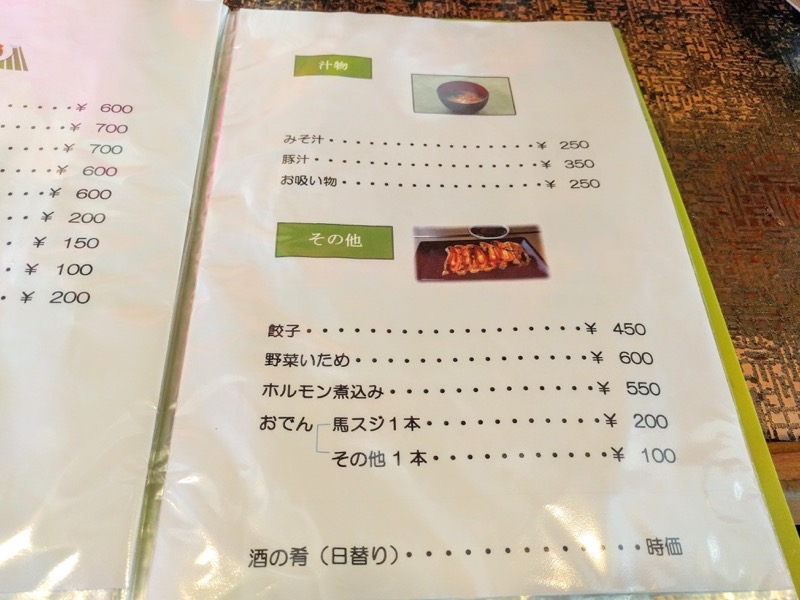 ¥ 600
¥ 700
¥ 700
¥ 600
¥ 600
¥ 200
¥ 150
¥ 100
¥ 200
汁物
みそ汁・・・・・・・・・・・・・・・・・¥ 250
豚汁・・・・・・・・・・・・・・・・・・¥ 350
お吸い物・・・・・・・・・・・・・・・・¥ 250
その他
餃子・・・・・・・・・・・・・・・・・・¥ 450
野菜いため・・・・・・・・・・・・・・・¥ 600
ホルモン煮込み・・・・・・・・・・・・・¥ 550
おでん 馬スジ1本・・・・・・・・・・・¥ 200
その他1本・・・・・・・・・・・¥ 100
酒の肴（日替り）・・・・・・・・・・・・・時価